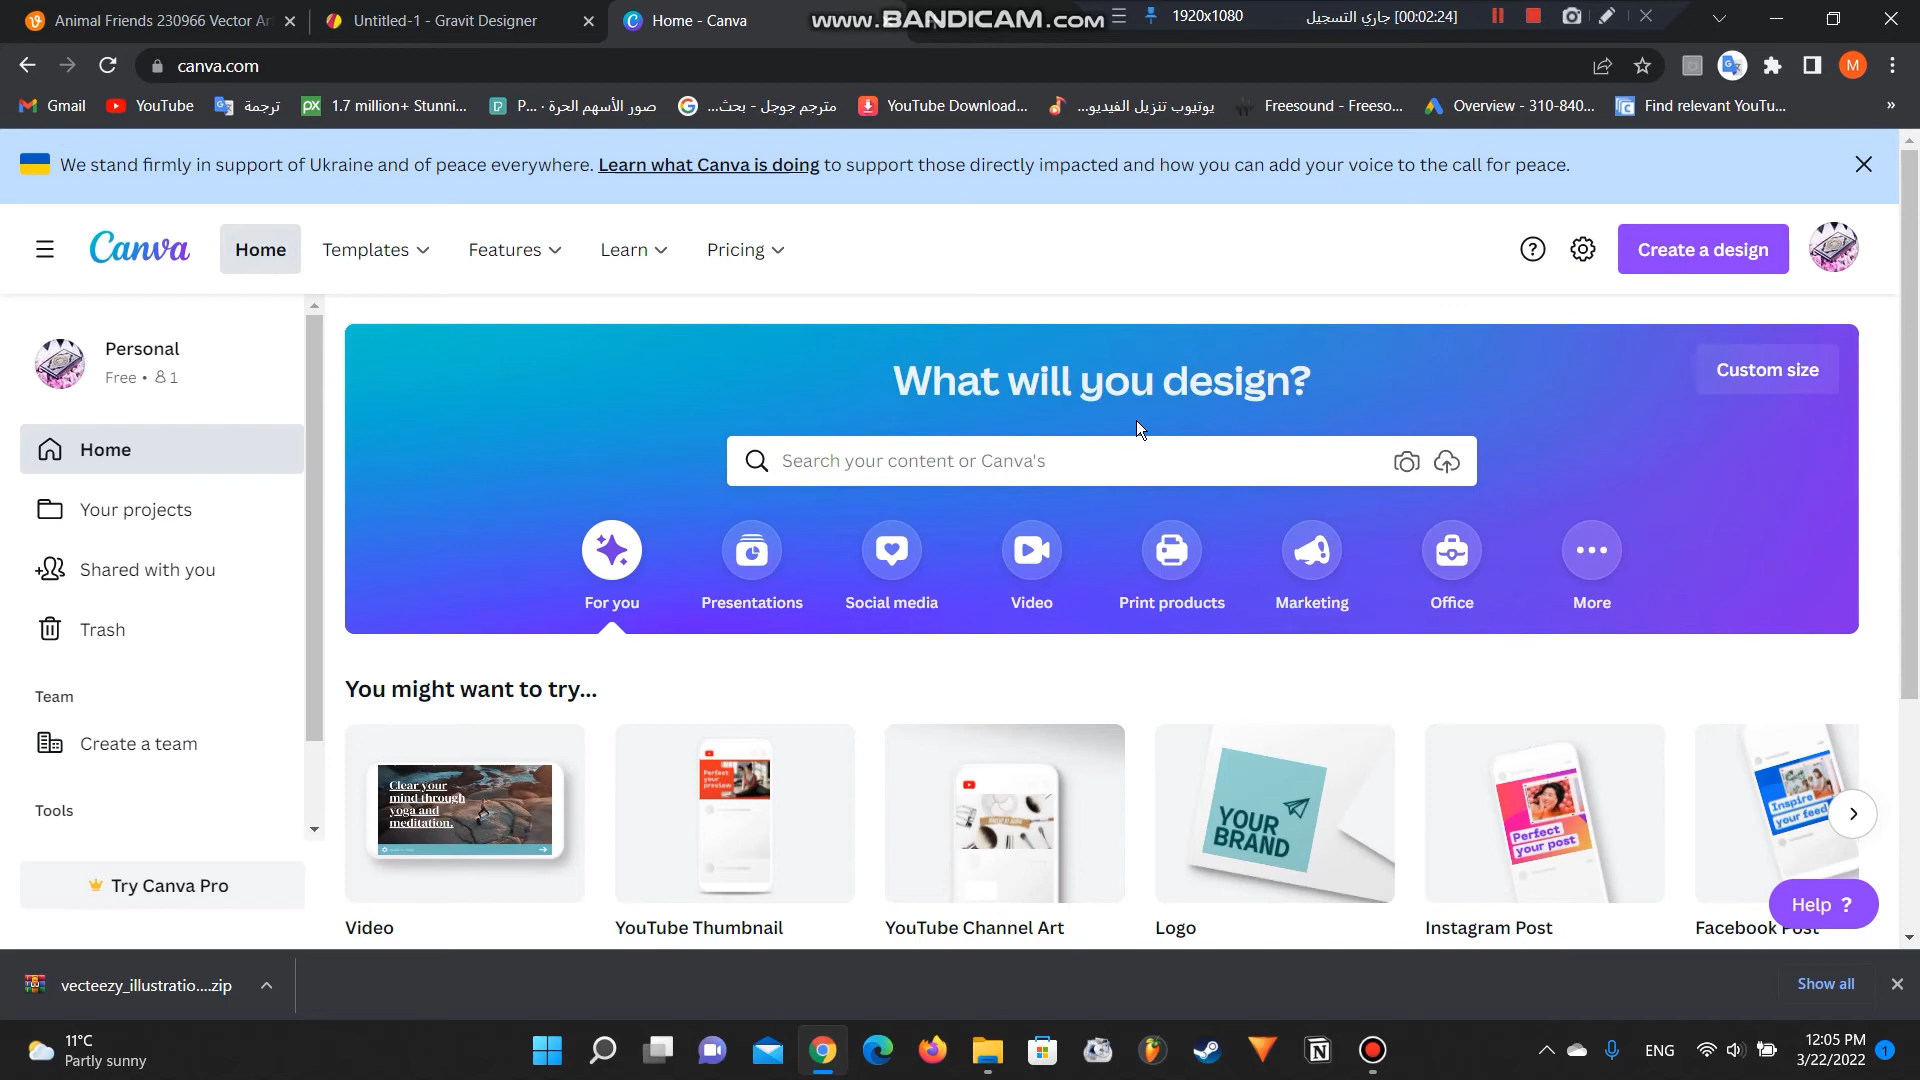 Animal Friends 230966 Vector Ar
Untitled-1 - Gravit Designer
Home - Canva
www.BANDICAM.com
1920x1080
جاري التسجيل [00:02:24]
canva.com
M
Gmail
YouTube
ترجمة
1.7 million+ Stunni...
صور الأسهم الحرة · P...
مترجم جوجل - بحث...
YouTube Download...
يوتيوب تنزيل الفيديو...
Freesound - Freeso...
Overview - 310-840...
Find relevant YouTu...
»
We stand firmly in support of Ukraine and of peace everywhere. Learn what Canva is doing to support those directly impacted and how you can add your voice to the call for peace.
Canva
Home
Templates
Features
Learn
Pricing
Create a design
Personal
Free • 1
Home
Your projects
Shared with you
Trash
Team
Create a team
Tools
Try Canva Pro
What will you design?
Custom size
Search your content or Canva's
For you
Presentations
Social media
Video
Print products
Marketing
Office
More
You might want to try...
Clear your
mind through
yoga and
meditation.
Perfect
your
preview
YOUR
BRAND
Perfect
your post
Inspire
your feed
Video
YouTube Thumbnail
YouTube Channel Art
Logo
Instagram Post
Facebook Post
Help ?
vecteezy_illustratio....zip
Show all
11°C
Partly sunny
ENG
12:05 PM
3/22/2022
1